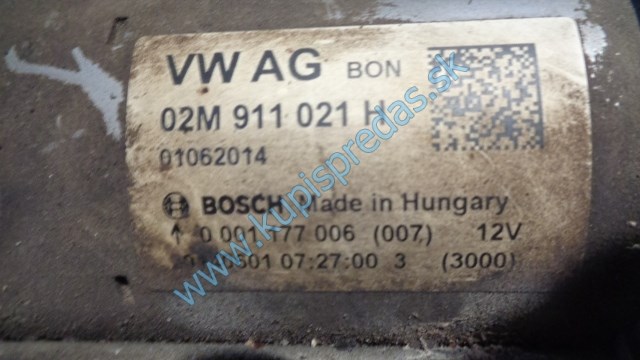 VW AG BON
02M 911 021 H
01062014
BOSCH Made in Hungary
0 001 177 006 (007) 12V
07:27:00 3 (3000)
www.kupispredas.sk